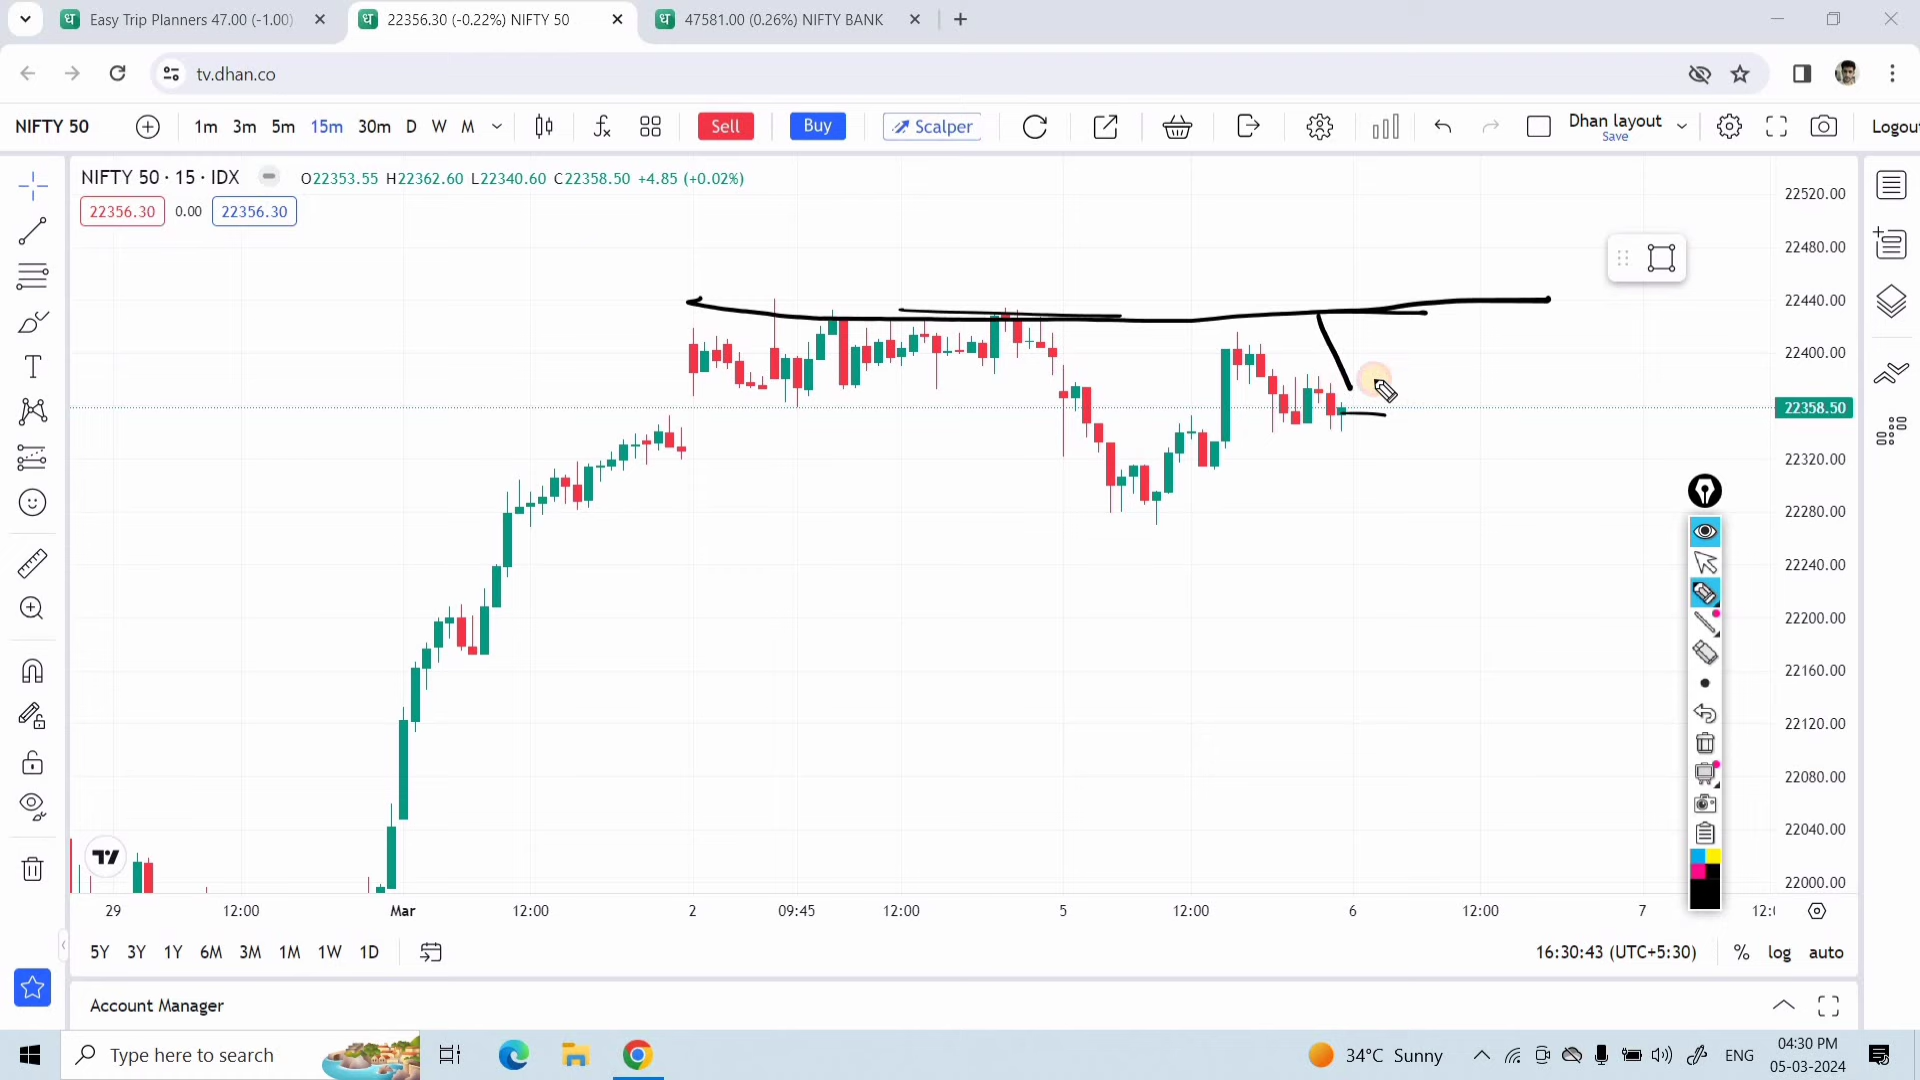 Easy Trip Planners 47.00 (-1.00)
22356.30 (-0.22%) NIFTY 50
47581.00 (0.26%) NIFTY BANK
tv.dhan.co
NIFTY 50
1m 3m 5m 15m 30m D W M
Sell
Buy
Scalper
Dhan layout
Save
Logou
NIFTY 50 · 15 · IDX
O22353.55 H22362.60 L22340.60 C22358.50 +4.85 (+0.02%)
22356.30 0.00 22356.30
22520.00
22480.00
22440.00
22400.00
22358.50
22320.00
22280.00
22240.00
22200.00
22160.00
22120.00
22080.00
22040.00
22000.00
29 12:00 Mar 12:00 2 09:45 12:00 5 12:00 6 12:00 7 12:(
5Y 3Y 1Y 6M 3M 1M 1W 1D
16:30:43 (UTC+5:30) % log auto
Account Manager
Type here to search
34°C Sunny
ENG
04:30 PM
05-03-2024